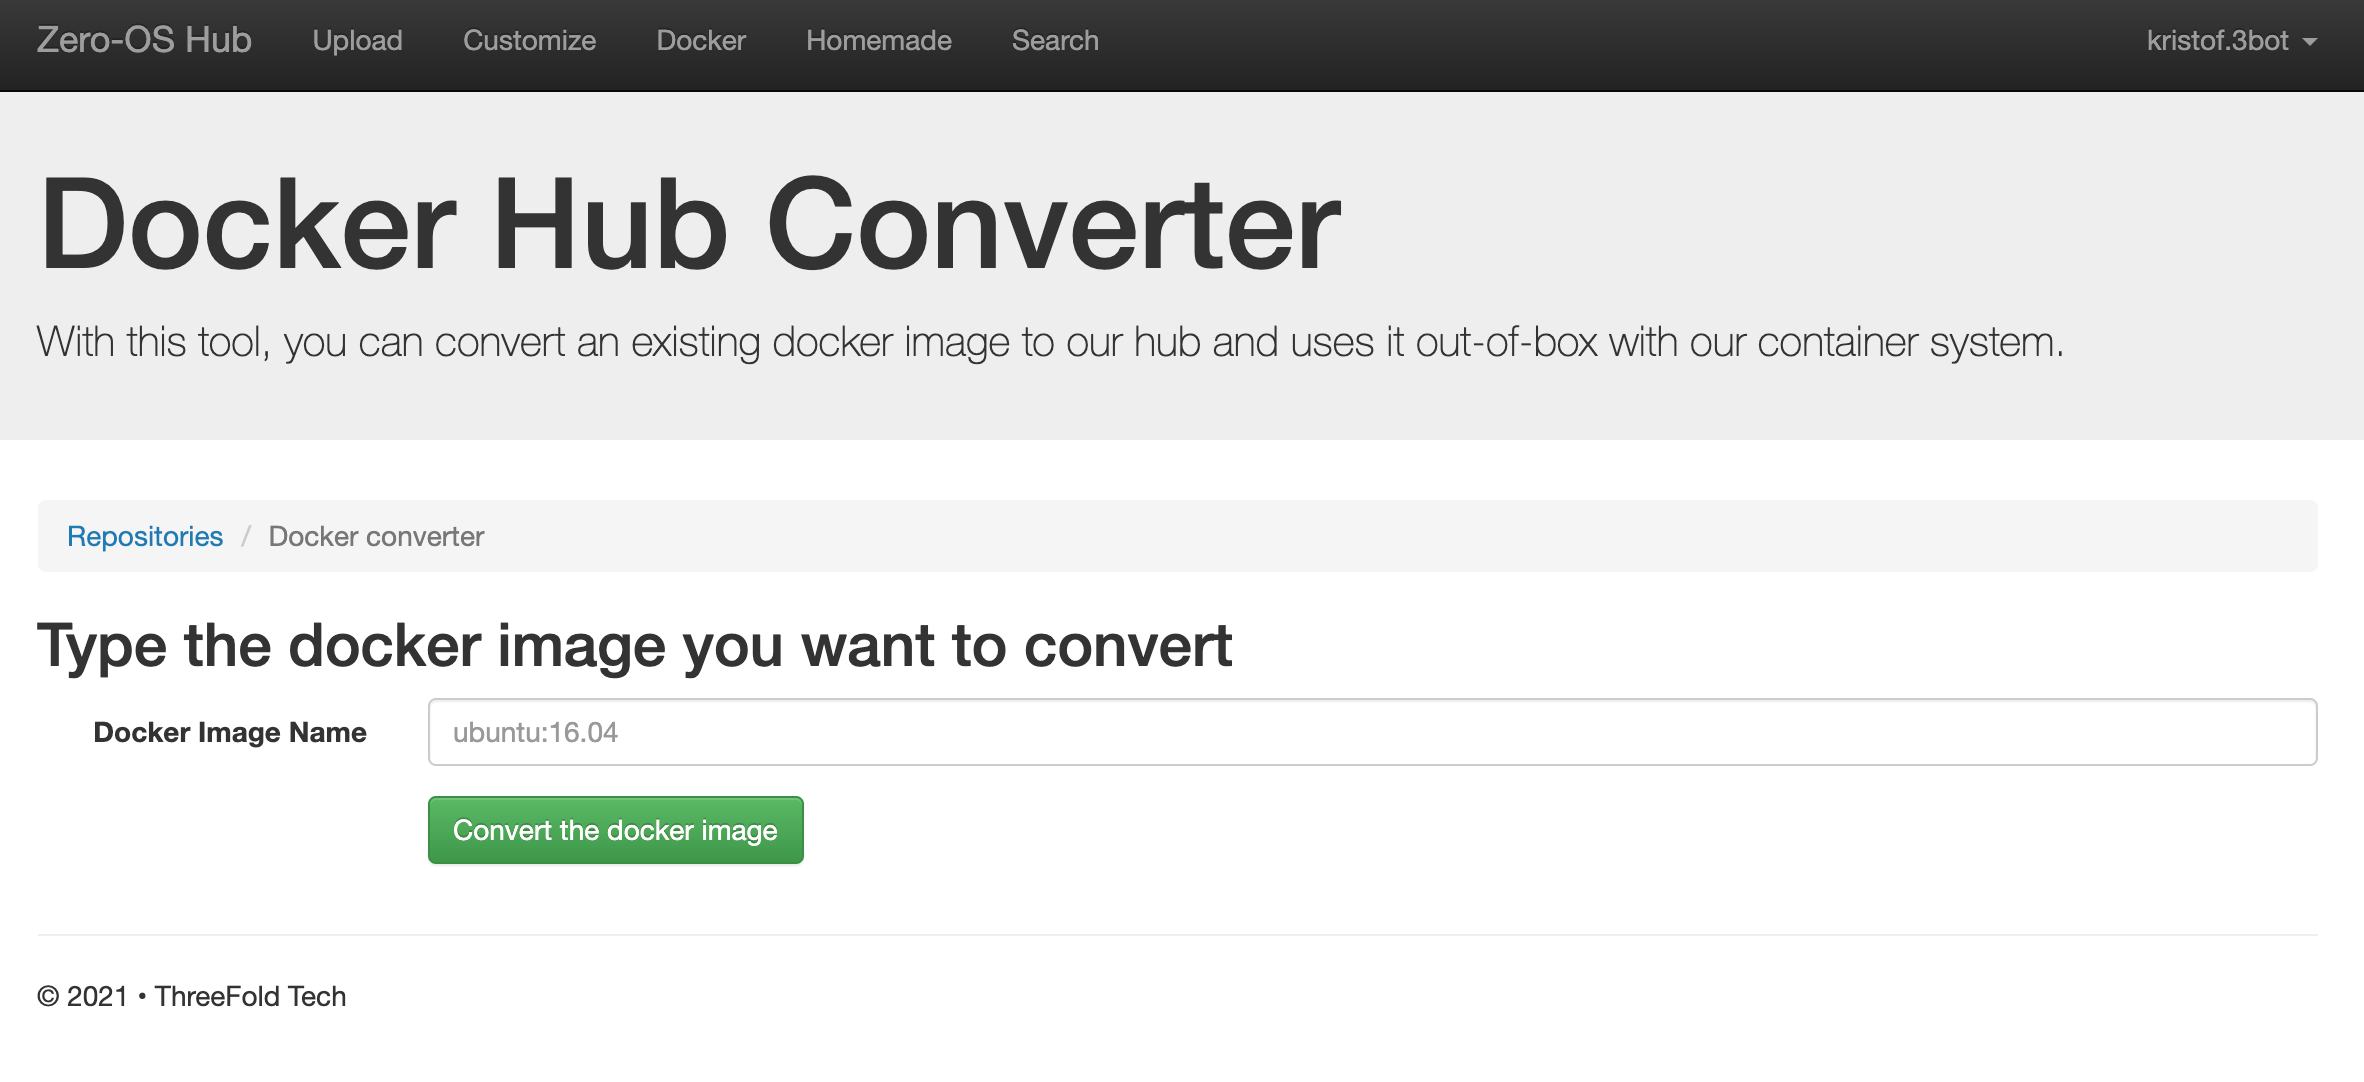 Zero-OS Hub Upload Customize Docker Homemade Search kristof.3bot
Docker Hub Converter
With this tool, you can convert an existing docker image to our hub and uses it out-of-box with our container system.
Repositories / Docker converter
Type the docker image you want to convert
Docker Image Name ubuntu:16.04
Convert the docker image
© 2021 • ThreeFold Tech